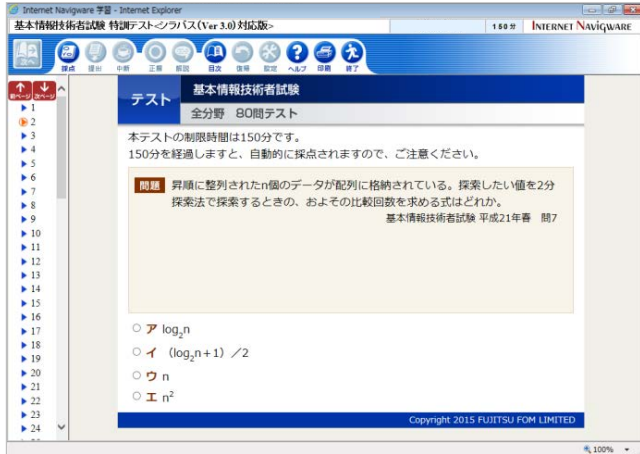 Internet Navigware 学習 - Internet Explorer
基本情報技術者試験 特訓テスト<シラバス(Ver 3.0)対応版>
150分
INTERNET NAVIGWARE
次へ
採点 提出 中断 正解 解説 目次 復帰 設定 ヘルプ 印刷 終了
前ページ 次ページ
1
2
3
4
5
6
7
8
9
10
11
12
13
14
15
16
17
18
19
20
21
22
23
24
テスト
基本情報技術者試験
全分野 80問テスト
本テストの制限時間は150分です。
150分を経過しますと、自動的に採点されますので、ご注意ください。
問題 昇順に整列されたn個のデータが配列に格納されている。探索したい値を2分
探索法で探索するときの、およその比較回数を求める式はどれか。
基本情報技術者試験 平成21年春 問7
ア log₂n
イ (log₂n+1)/2
ウ n
エ n²
Copyright 2015 FUJITSU FOM LIMITED
100%